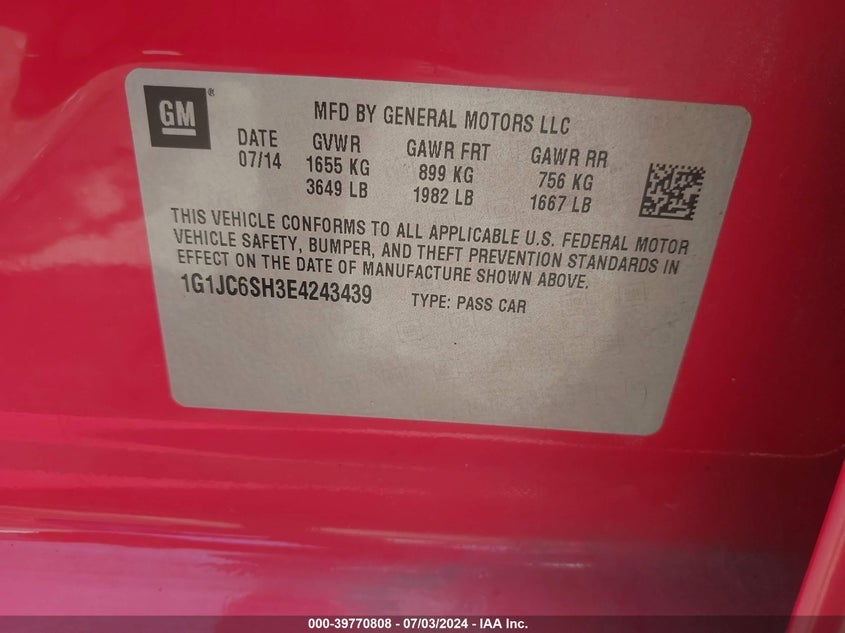 GM ®
MFD BY GENERAL MOTORS LLC
DATE GVWR GAWR FRT GAWR RR
07/14 1655 KG 899 KG 756 KG
3649 LB 1982 LB 1667 LB
THIS VEHICLE CONFORMS TO ALL APPLICABLE U.S. FEDERAL MOTOR
VEHICLE SAFETY, BUMPER, AND THEFT PREVENTION STANDARDS IN
EFFECT ON THE DATE OF MANUFACTURE SHOWN ABOVE.
1G1JC6SH3E4243439 TYPE: PASS CAR
000-39770808 - 07/03/2024 - IAA Inc.